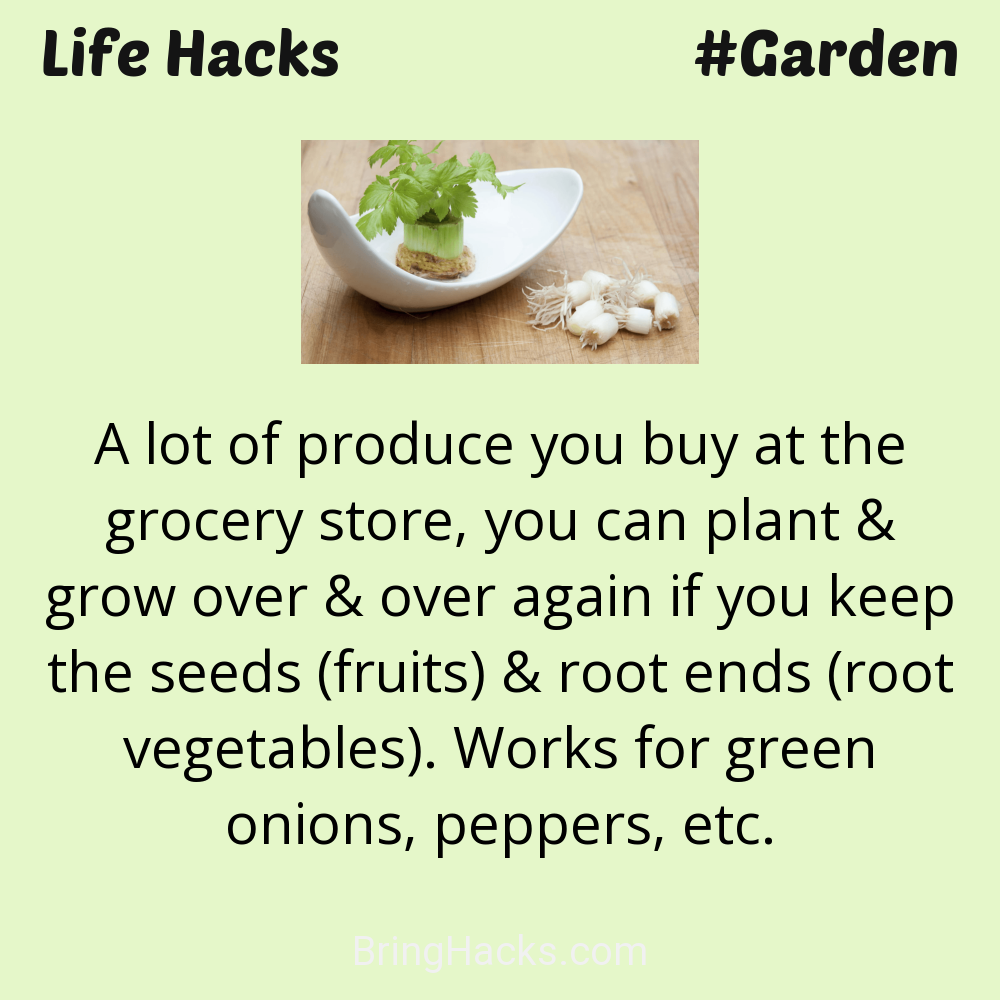 Life Hacks
#Garden
A lot of produce you buy at the
grocery store, you can plant &
grow over & over again if you keep
the seeds (fruits) & root ends (root
vegetables). Works for green
onions, peppers, etc.
BringHacks.com